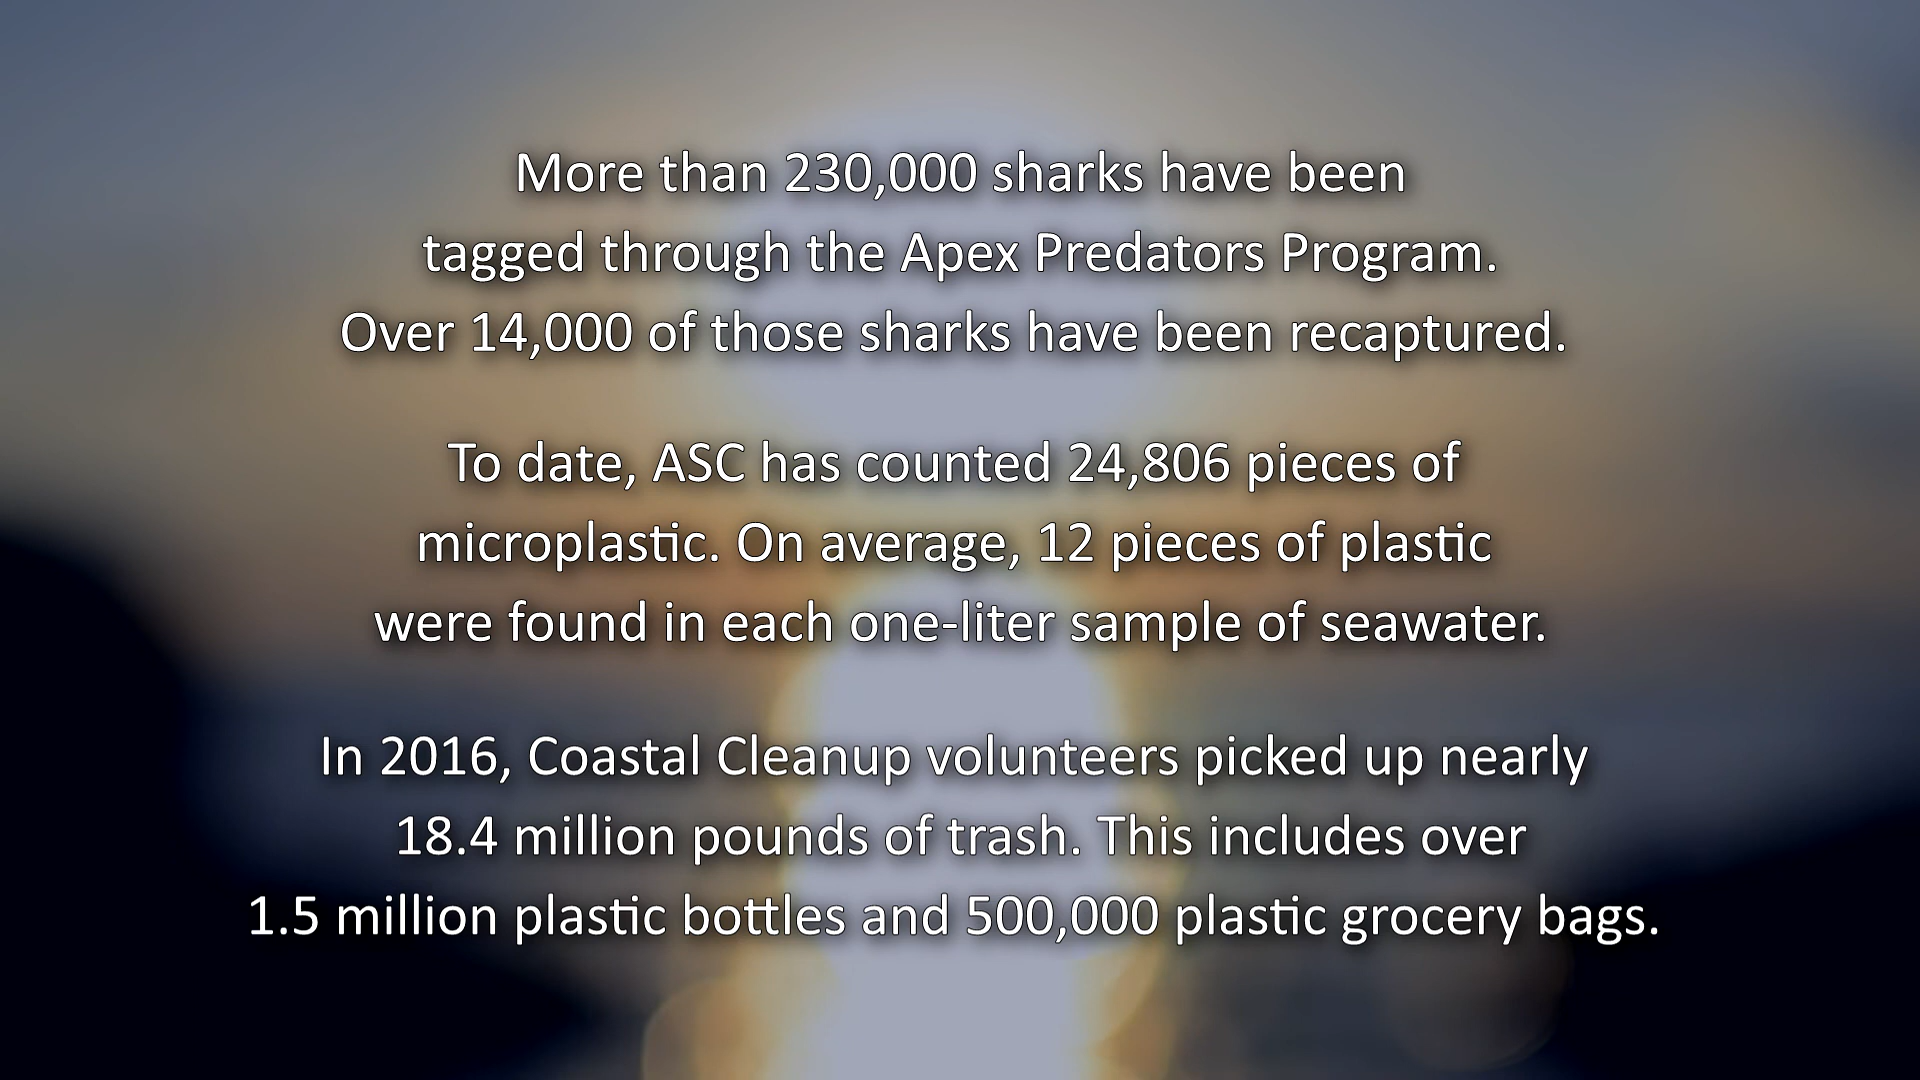 More than 230,000 sharks have been
tagged through the Apex Predators Program.
Over 14,000 of those sharks have been recaptured.
To date, ASC has counted 24,806 pieces of
microplastic. On average, 12 pieces of plastic
were found in each one-liter sample of seawater.
In 2016, Coastal Cleanup volunteers picked up nearly
18.4 million pounds of trash. This includes over
1.5 million plastic bottles and 500,000 plastic grocery bags.